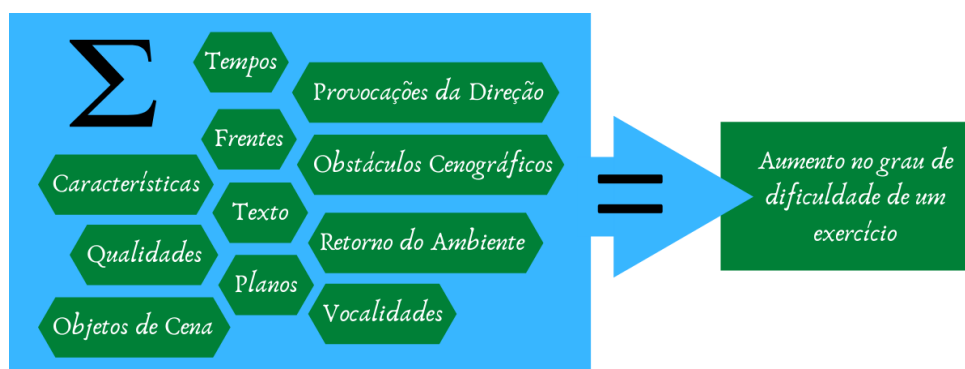 Σ
Tempos
Provocações da Direção
Frentes
Obstáculos Cenográficos
Características
Texto
Retorno do Ambiente
Qualidades
Planos
Vocalidades
Objetos de Cena
=
Aumento no grau de
dificuldade de um
exercício